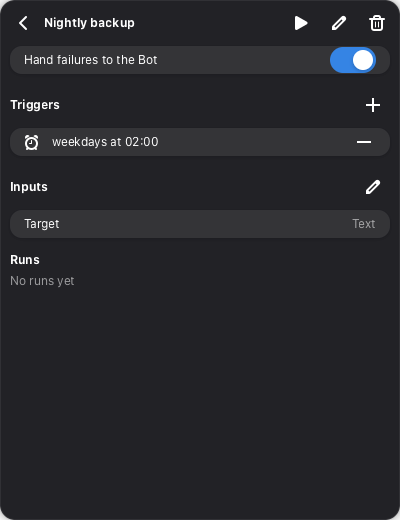 Nightly backup
Hand failures to the Bot
Triggers
weekdays at 02:00
Inputs
Target Text
Runs
No runs yet